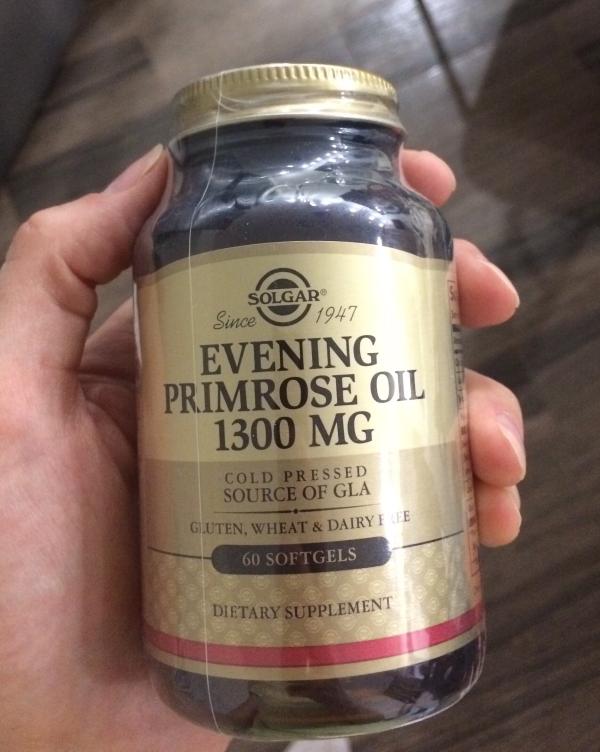 SOLGAR®
Since 1947
EVENING
PRIMROSE OIL
1300 MG
COLD PRESSED
SOURCE OF GLA
GLUTEN, WHEAT & DAIRY FREE
60 SOFTGELS
DIETARY SUPPLEMENT